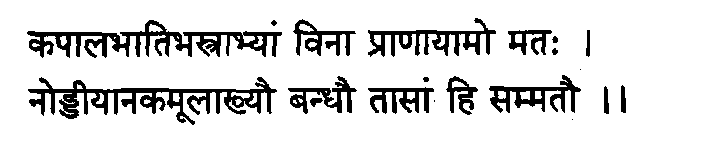 कपालभातिभस्त्राभ्यां विना प्राणायामो मतः ।
नोड्डीयानकमूलाख्यौ बन्धौ तासां हि सम्मतौ ।।